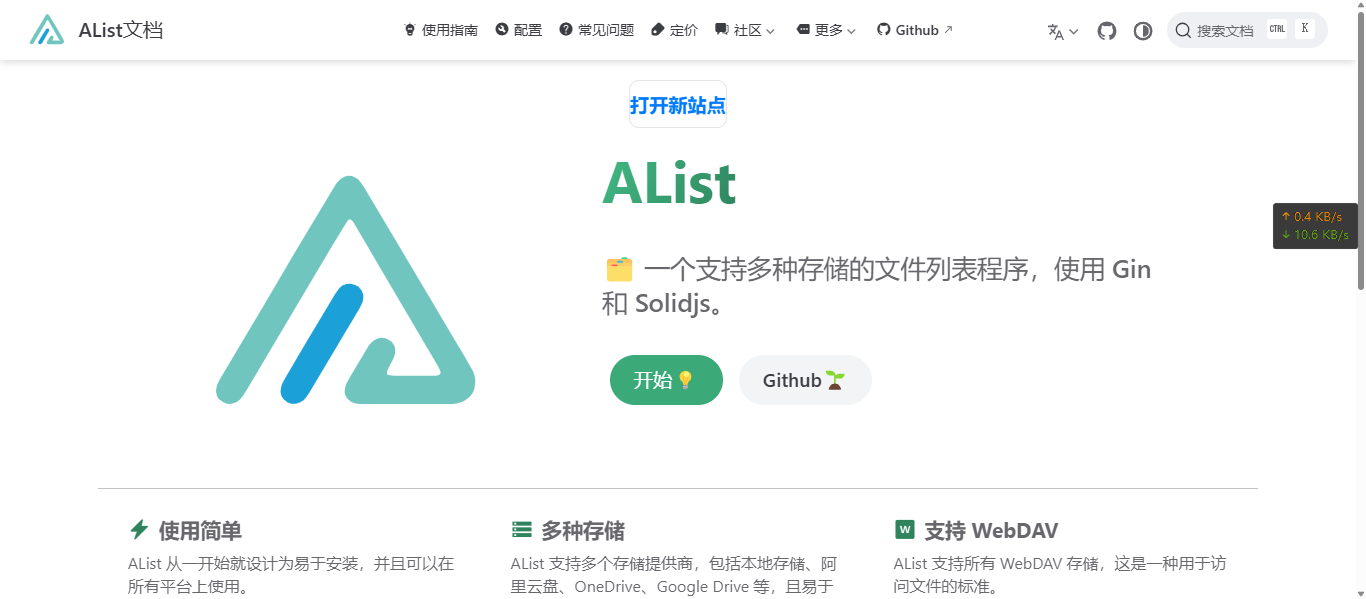 AList文档
使用指南 配置 常见问题 定价 社区 更多 Github
搜索文档 CTRL K
打开新站点
AList
↑ 0.4 KB/s
↓ 10.6 KB/s
一个支持多种存储的文件列表程序，使用 Gin
和 Solidjs。
开始
Github
使用简单
AList 从一开始就设计为易于安装，并且可以在
所有平台上使用。
多种存储
AList 支持多个存储提供商，包括本地存储、阿
里云盘、OneDrive、Google Drive 等，且易于
W 支持 WebDAV
AList 支持所有 WebDAV 存储，这是一种用于访
问文件的标准。